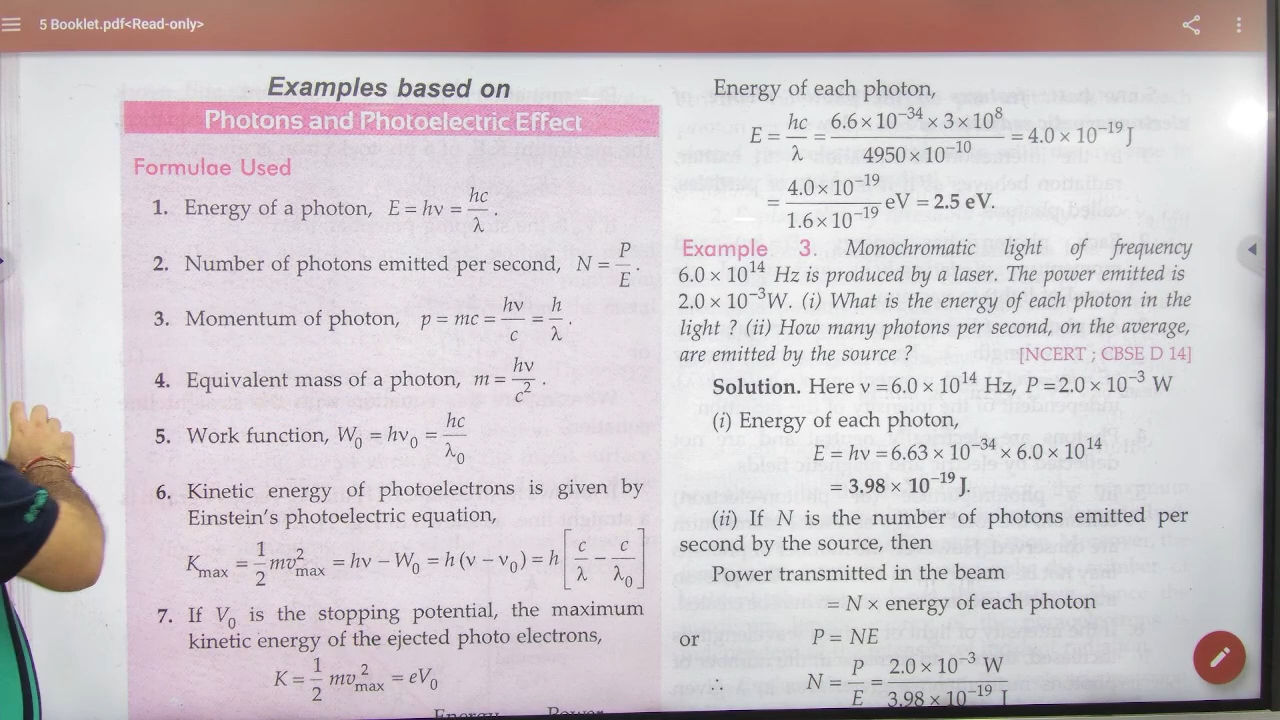 5 Booklet.pdf<Read-only>
Examples based on
Photons and Photoelectric Effect
Formulae Used
1. Energy of a photon, E = hν = hc/λ .
2. Number of photons emitted per second, N = P/E .
3. Momentum of photon, p = mc = hν/c = h/λ .
4. Equivalent mass of a photon, m = hν/c² .
5. Work function, W₀ = hν₀ = hc/λ₀
6. Kinetic energy of photoelectrons is given by
Einstein's photoelectric equation,
K_max = 1/2 mv²_max = hν − W₀ = h (ν − ν₀) = h [c/λ − c/λ₀]
7. If V₀ is the stopping potential, the maximum
kinetic energy of the ejected photo electrons,
K = 1/2 mv²_max = eV₀
Energy Power
Energy of each photon,
E = hc/λ = 6.6 × 10⁻³⁴ × 3 × 10⁸ / 4950 × 10⁻¹⁰ = 4.0 × 10⁻¹⁹ J
= 4.0 × 10⁻¹⁹ / 1.6 × 10⁻¹⁹ eV = 2.5 eV.
Example 3. Monochromatic light of frequency
6.0 × 10¹⁴ Hz is produced by a laser. The power emitted is
2.0 × 10⁻³ W. (i) What is the energy of each photon in the
light ? (ii) How many photons per second, on the average,
are emitted by the source ? [NCERT ; CBSE D 14]
Solution. Here ν = 6.0 × 10¹⁴ Hz, P = 2.0 × 10⁻³ W
(i) Energy of each photon,
E = hν = 6.63 × 10⁻³⁴ × 6.0 × 10¹⁴
= 3.98 × 10⁻¹⁹ J.
(ii) If N is the number of photons emitted per
second by the source, then
Power transmitted in the beam
= N × energy of each photon
or P = NE
∴ N = P/E = 2.0 × 10⁻³ W / 3.98 × 10⁻¹⁹ J